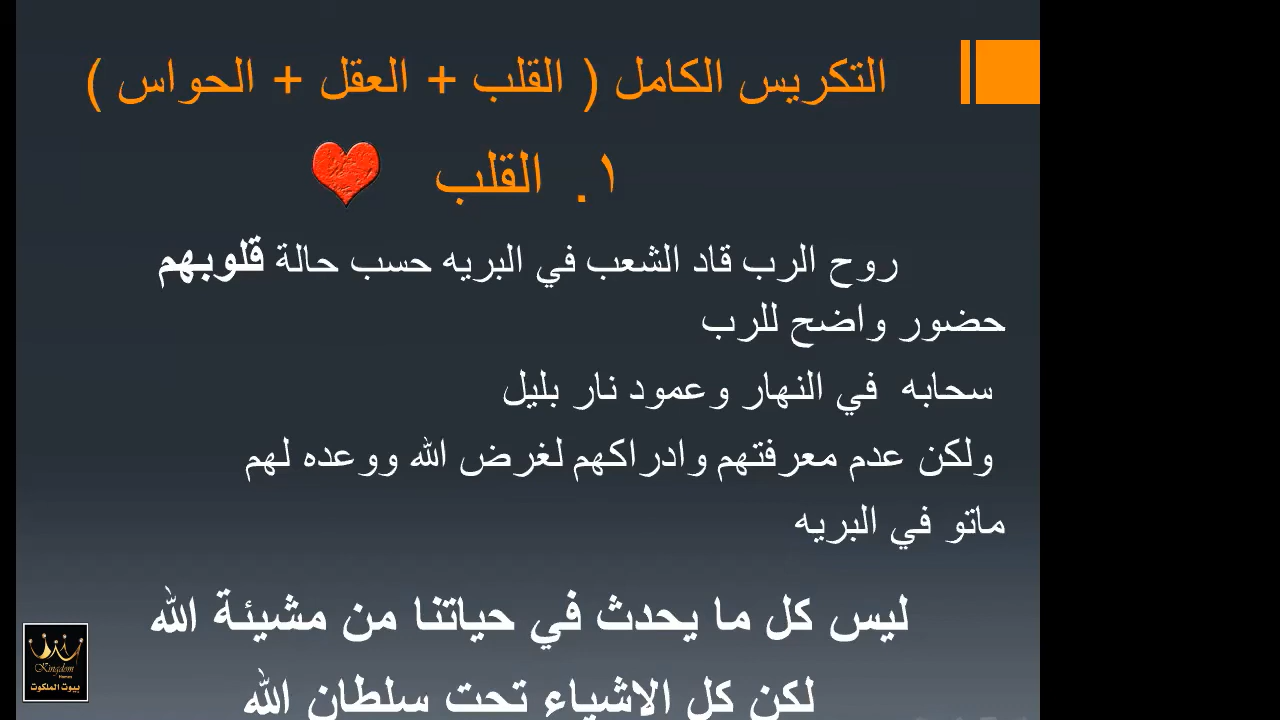 التكريس الكامل ( القلب + العقل + الحواس )
١. القلب
روح الرب قاد الشعب في البريه حسب حالة قلوبهم
حضور واضح للرب
سحابه في النهار وعمود نار بليل
ولكن عدم معرفتهم وادراكهم لغرض الله ووعده لهم
ماتو في البريه
ليس كل ما يحدث في حياتنا من مشيئة الله
لكن كل الاشياء تحت سلطان الله
Kingdom
Homes
بيوت الملكوت